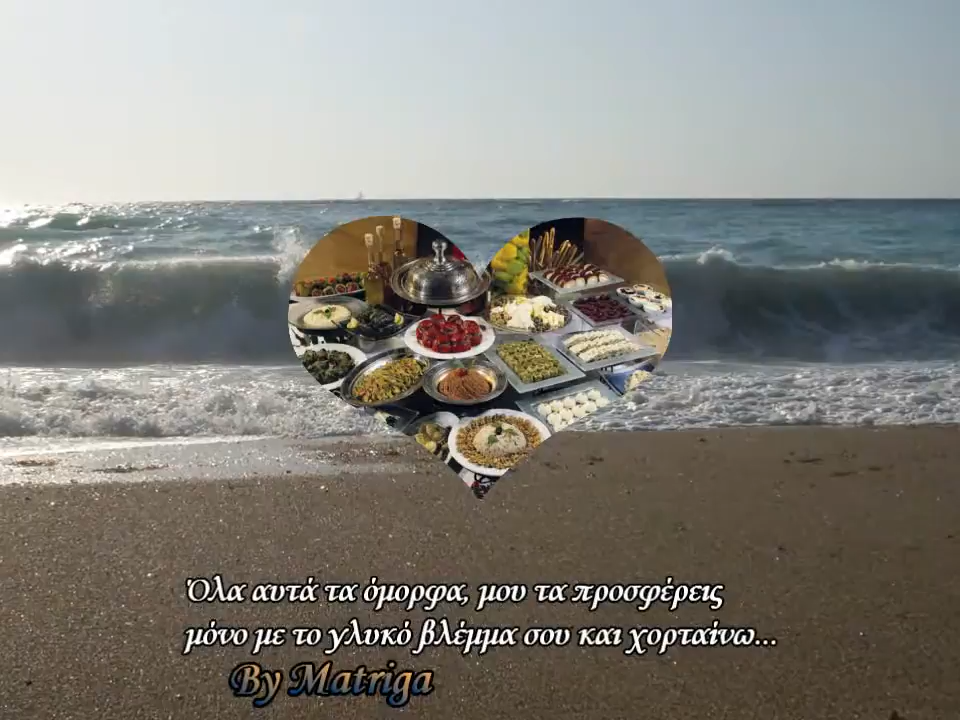 Όλα αυτά τα όμορφα, μου τα προσφέρεις
μόνο με το γλυκό βλέμμα σου και χορταίνω...
By Matriga